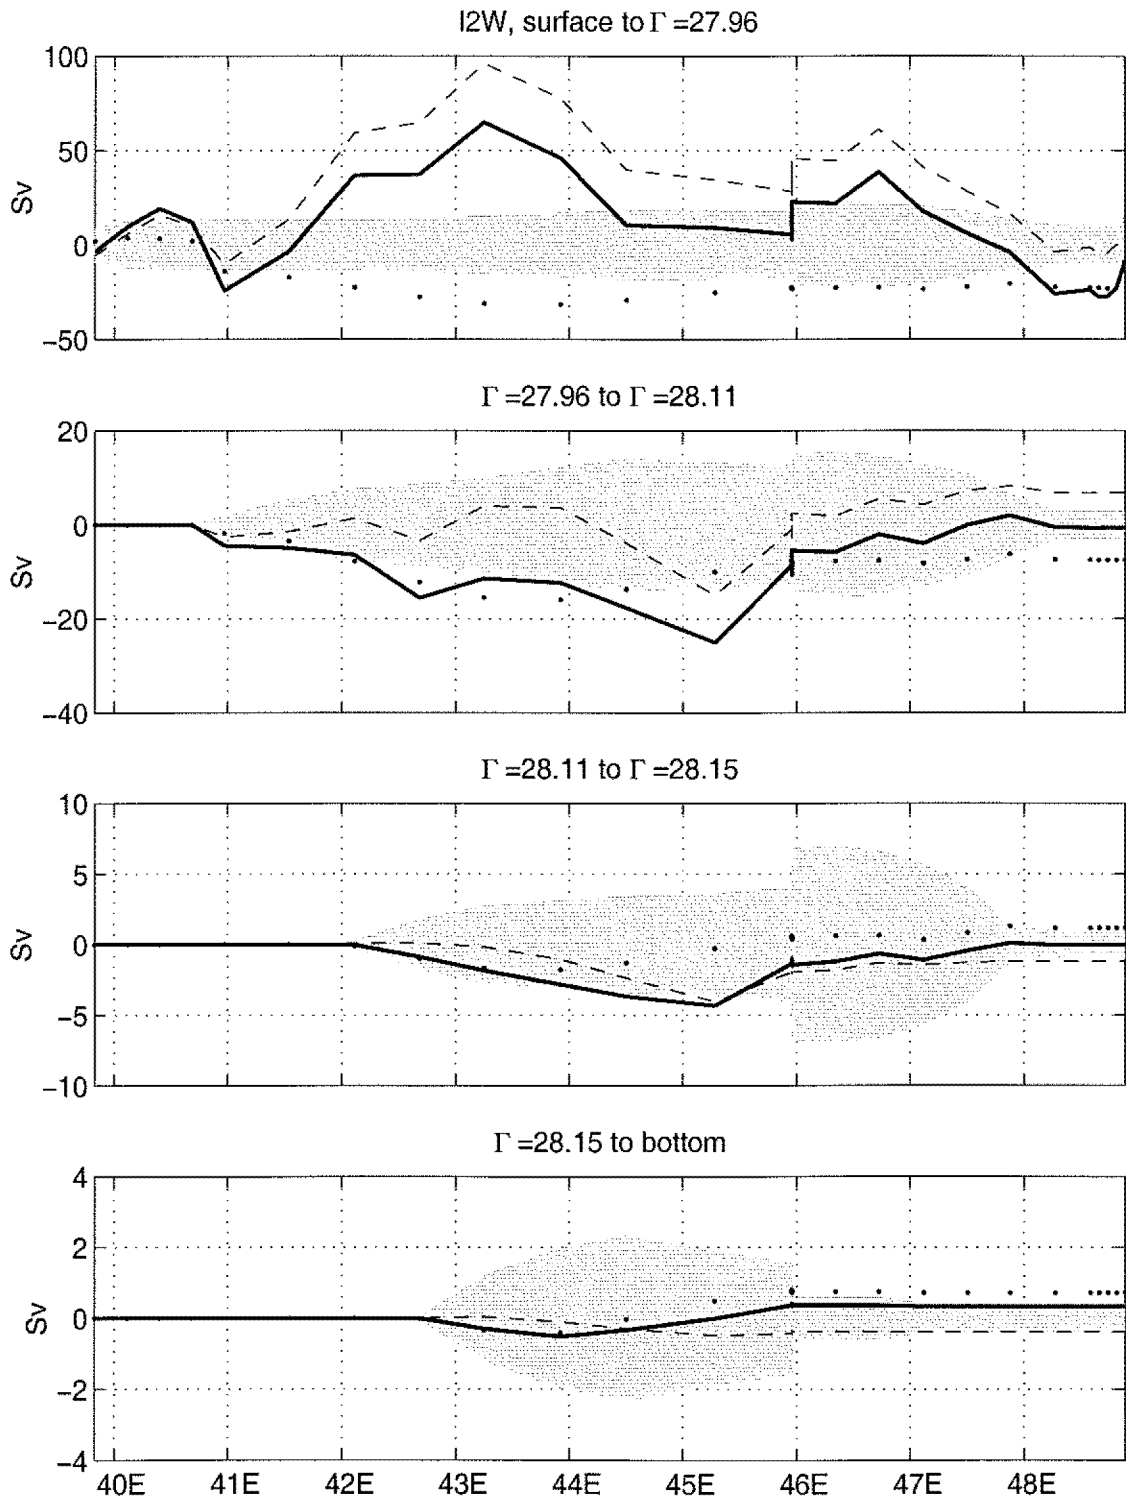 I2W, surface to Γ =27.96
100
50
0
−50
Sv
Γ =27.96 to Γ =28.11
20
0
−20
−40
Sv
Γ =28.11 to Γ =28.15
10
5
0
−5
−10
Sv
Γ =28.15 to bottom
4
2
0
−2
−4
Sv
40E 41E 42E 43E 44E 45E 46E 47E 48E